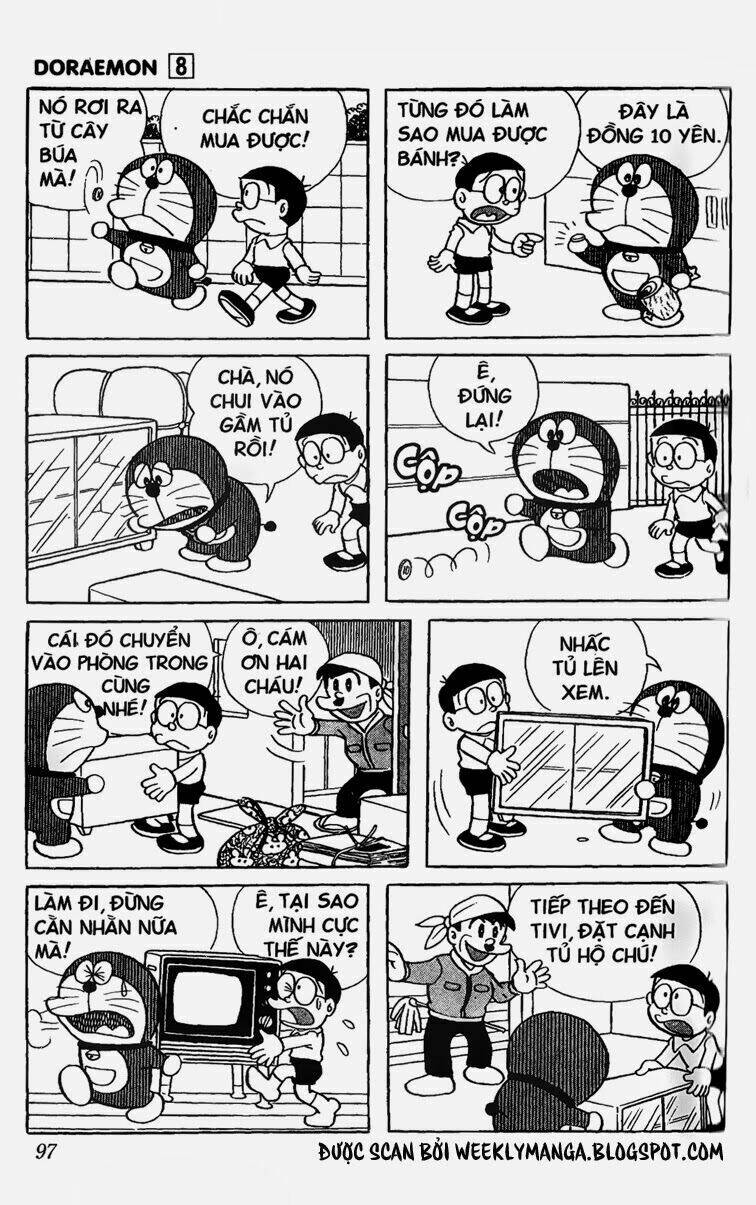 DORAEMON 8
ĐÂY LÀ
ĐỒNG 10 YÊN.
TỪNG ĐÓ LÀM
SAO MUA ĐƯỢC
BÁNH?
CHẮC CHẮN
MUA ĐƯỢC!
NÓ RƠI RA
TỪ CÂY
BÚA
MÀ!
Ê,
ĐỨNG
LẠI!
CỘP
CỘP
10
CHÀ, NÓ
CHUI VÀO
GẦM TỦ
RỒI!
NHẤC
TỦ LÊN
XEM.
Ô, CÁM
ƠN HAI
CHÁU!
CÁI ĐÓ CHUYỂN
VÀO PHÒNG TRONG
CÙNG
NHÉ!
TIẾP THEO ĐẾN
TIVI, ĐẶT CẠNH
TỦ HỘ CHÚ!
Ê, TẠI SAO
MÌNH CỰC
THẾ NÀY?
LÀM ĐI, ĐỪNG
CẰN NHẰN NỮA
MÀ!
97
ĐƯỢC SCAN BỞI WEEKLYMANGA.BLOGSPOT.COM